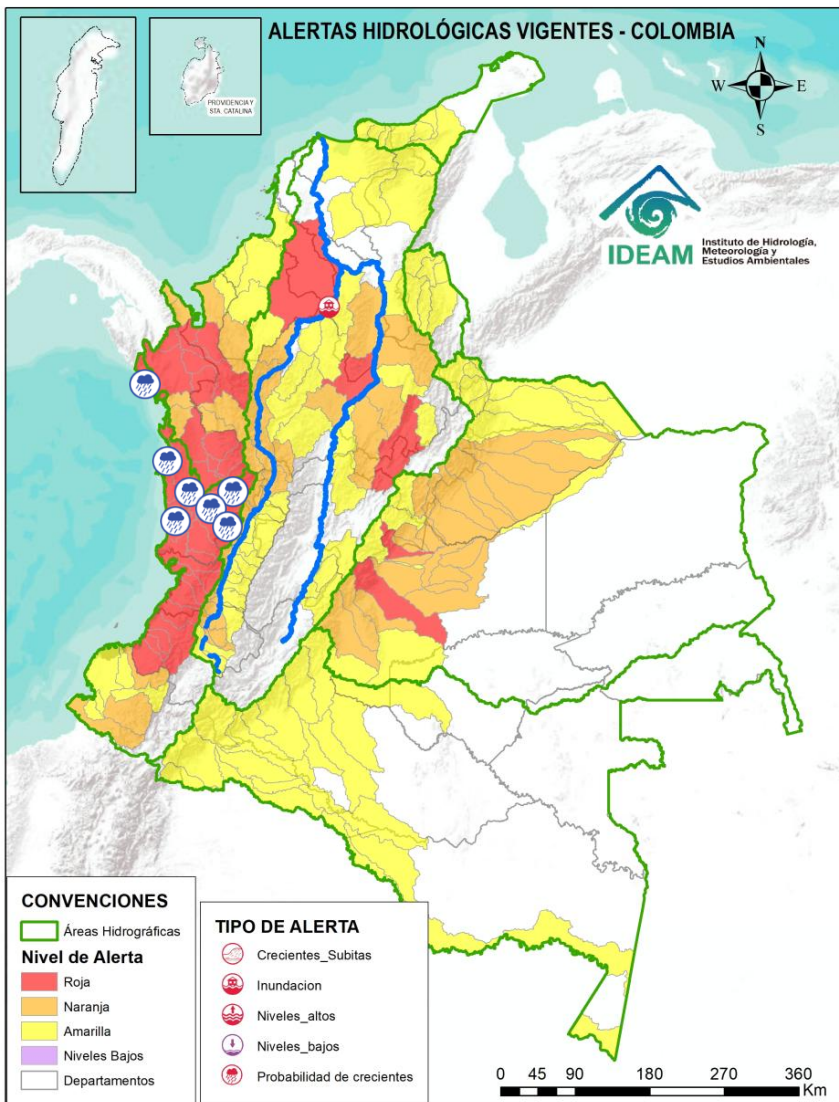 ALERTAS HIDROLÓGICAS VIGENTES - COLOMBIA
PROVIDENCIA Y
STA. CATALINA
N
W
E
S
IDEAM
Instituto de Hidrología,
Meteorología y
Estudios Ambientales
CONVENCIONES
Áreas Hidrográficas
Nivel de Alerta
Roja
Naranja
Amarilla
Niveles Bajos
Departamentos
TIPO DE ALERTA
Crecientes_Subitas
Inundacion
Niveles_altos
Niveles_bajos
Probabilidad de crecientes
0 45 90 180 270 360
Km